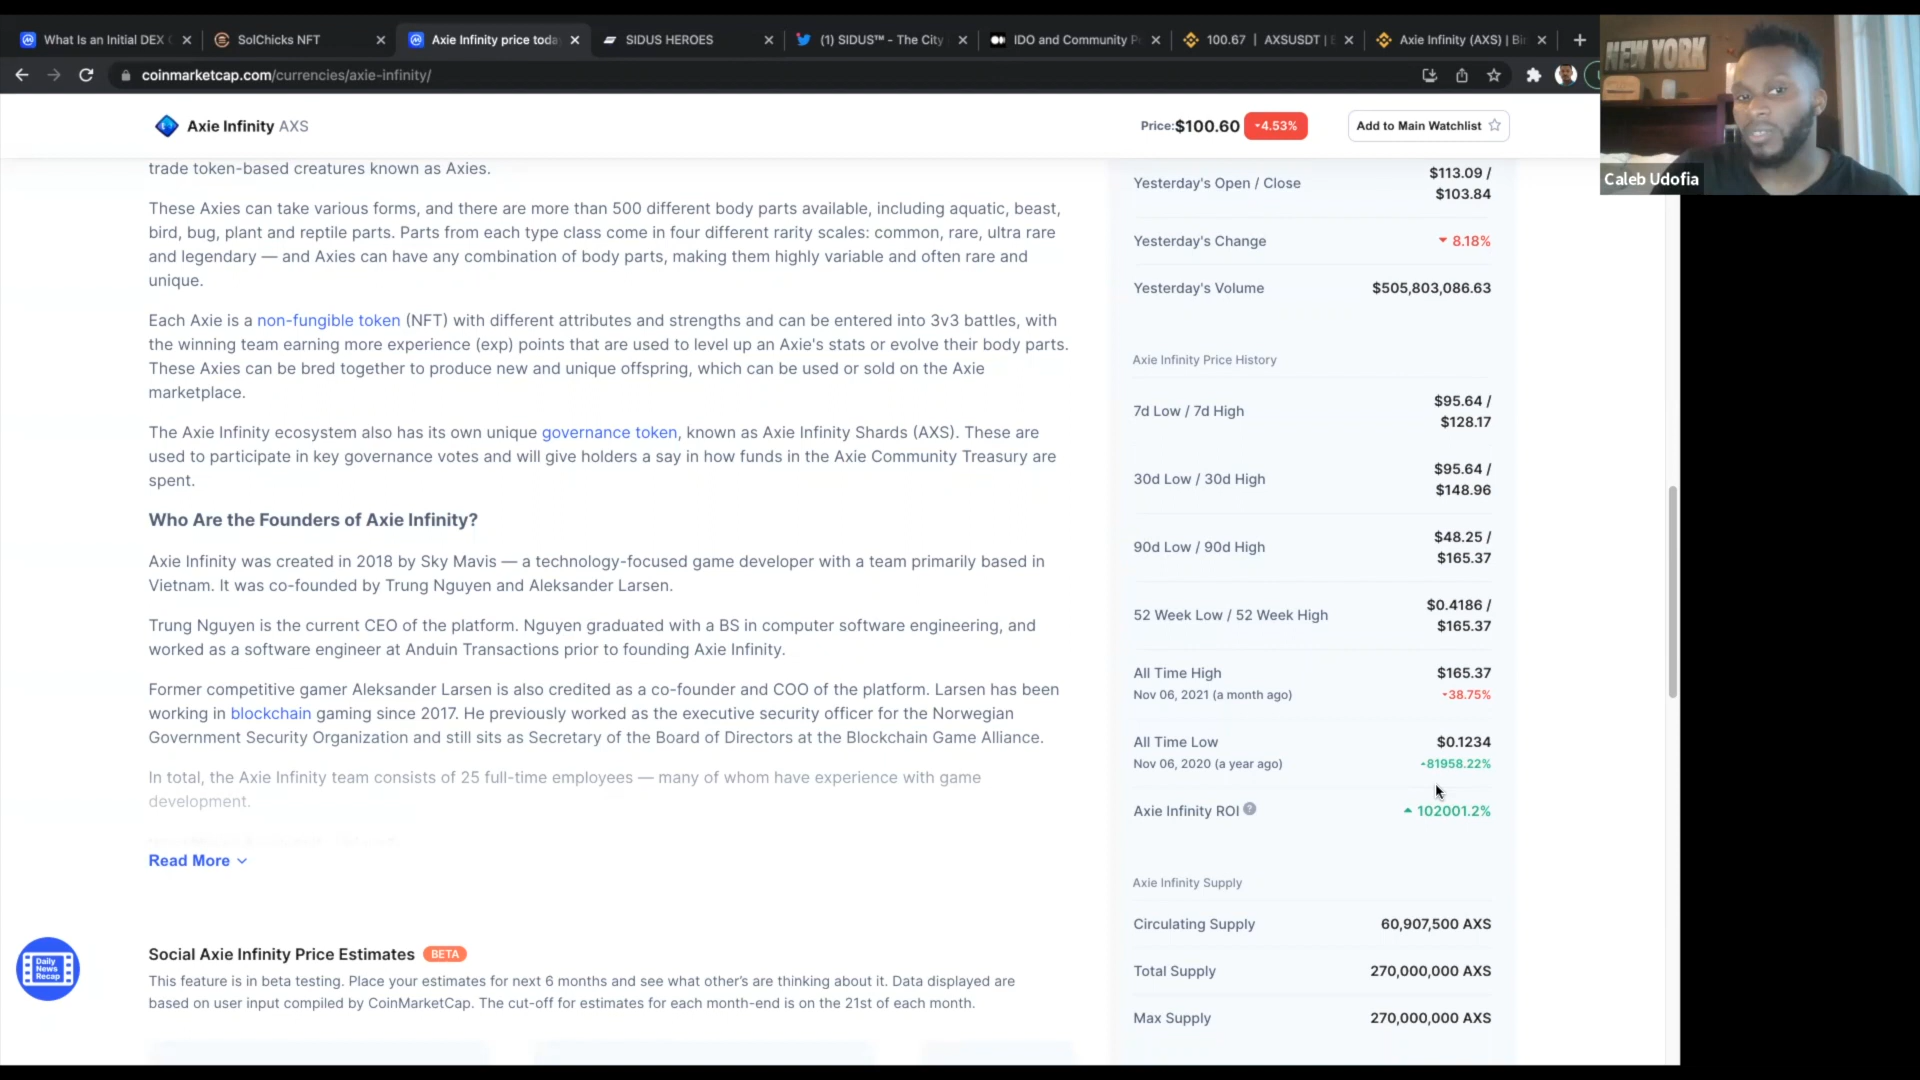 What Is an Initial DEX
SolChicks NFT
Axie Infinity price toda
SIDUS HEROES
(1) SIDUS™ - The City
IDO and Community P
100.67 | AXSUSDT |
Axie Infinity (AXS) | Bi
coinmarketcap.com/currencies/axie-infinity/
NEW YORK
Caleb Udofia
Axie Infinity AXS
Price:$100.60
4.53%
Add to Main Watchlist
trade token-based creatures known as Axies.
These Axies can take various forms, and there are more than 500 different body parts available, including aquatic, beast,
bird, bug, plant and reptile parts. Parts from each type class come in four different rarity scales: common, rare, ultra rare
and legendary — and Axies can have any combination of body parts, making them highly variable and often rare and
unique.
Each Axie is a non-fungible token (NFT) with different attributes and strengths and can be entered into 3v3 battles, with
the winning team earning more experience (exp) points that are used to level up an Axie's stats or evolve their body parts.
These Axies can be bred together to produce new and unique offspring, which can be used or sold on the Axie
marketplace.
The Axie Infinity ecosystem also has its own unique governance token, known as Axie Infinity Shards (AXS). These are
used to participate in key governance votes and will give holders a say in how funds in the Axie Community Treasury are
spent.
Who Are the Founders of Axie Infinity?
Axie Infinity was created in 2018 by Sky Mavis — a technology-focused game developer with a team primarily based in
Vietnam. It was co-founded by Trung Nguyen and Aleksander Larsen.
Trung Nguyen is the current CEO of the platform. Nguyen graduated with a BS in computer software engineering, and
worked as a software engineer at Anduin Transactions prior to founding Axie Infinity.
Former competitive gamer Aleksander Larsen is also credited as a co-founder and COO of the platform. Larsen has been
working in blockchain gaming since 2017. He previously worked as the executive security officer for the Norwegian
Government Security Organization and still sits as Secretary of the Board of Directors at the Blockchain Game Alliance.
In total, the Axie Infinity team consists of 25 full-time employees — many of whom have experience with game
development.
Read More
Daily
News
Recap
Social Axie Infinity Price Estimates BETA
This feature is in beta testing. Place your estimates for next 6 months and see what other's are thinking about it. Data displayed are
based on user input compiled by CoinMarketCap. The cut-off for estimates for each month-end is on the 21st of each month.
Yesterday's Open / Close
$113.09 /
$103.84
Yesterday's Change
8.18%
Yesterday's Volume
$505,803,086.63
Axie Infinity Price History
7d Low / 7d High
$95.64 /
$128.17
30d Low / 30d High
$95.64 /
$148.96
90d Low / 90d High
$48.25 /
$165.37
52 Week Low / 52 Week High
$0.4186 /
$165.37
All Time High
$165.37
Nov 06, 2021 (a month ago)
38.75%
All Time Low
$0.1234
Nov 06, 2020 (a year ago)
81958.22%
Axie Infinity ROI
102001.2%
Axie Infinity Supply
Circulating Supply
60,907,500 AXS
Total Supply
270,000,000 AXS
Max Supply
270,000,000 AXS